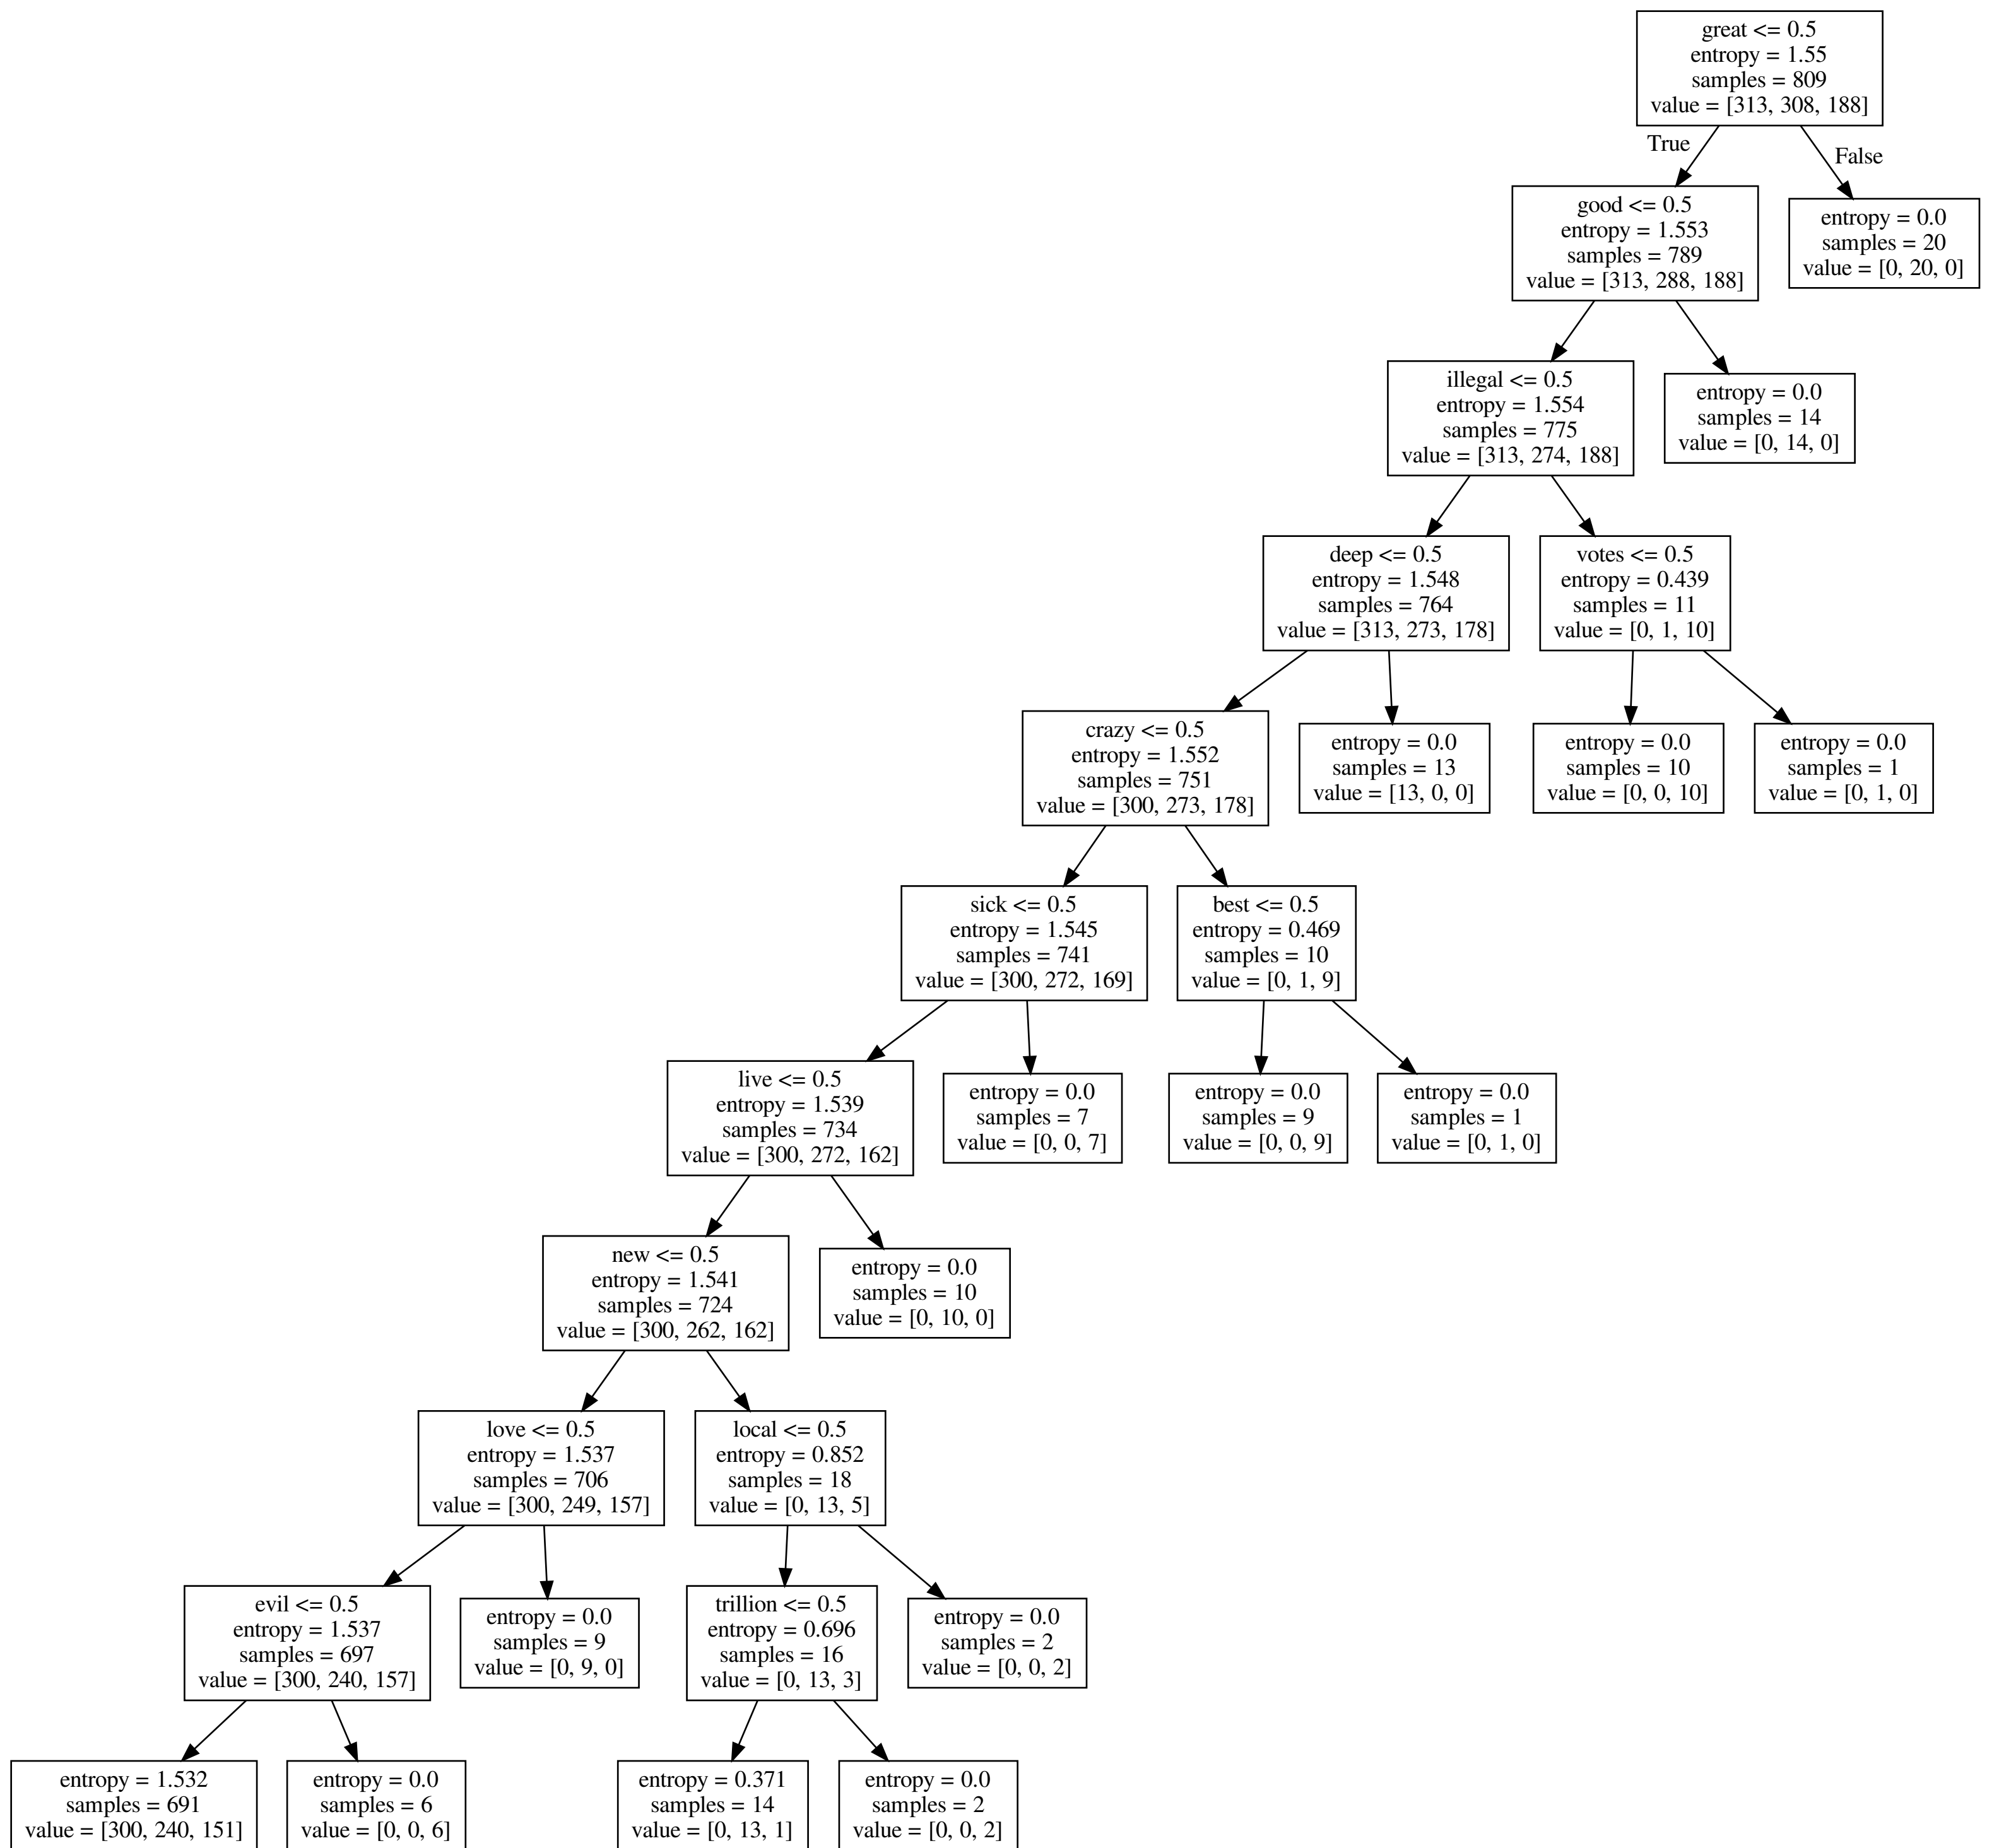 great <= 0.5
entropy = 1.55
samples = 809
value = [313, 308, 188]
True
False
good <= 0.5
entropy = 1.553
samples = 789
value = [313, 288, 188]
entropy = 0.0
samples = 20
value = [0, 20, 0]
illegal <= 0.5
entropy = 1.554
samples = 775
value = [313, 274, 188]
entropy = 0.0
samples = 14
value = [0, 14, 0]
deep <= 0.5
entropy = 1.548
samples = 764
value = [313, 273, 178]
votes <= 0.5
entropy = 0.439
samples = 11
value = [0, 1, 10]
crazy <= 0.5
entropy = 1.552
samples = 751
value = [300, 273, 178]
entropy = 0.0
samples = 13
value = [13, 0, 0]
entropy = 0.0
samples = 10
value = [0, 0, 10]
entropy = 0.0
samples = 1
value = [0, 1, 0]
sick <= 0.5
entropy = 1.545
samples = 741
value = [300, 272, 169]
best <= 0.5
entropy = 0.469
samples = 10
value = [0, 1, 9]
live <= 0.5
entropy = 1.539
samples = 734
value = [300, 272, 162]
entropy = 0.0
samples = 7
value = [0, 0, 7]
entropy = 0.0
samples = 9
value = [0, 0, 9]
entropy = 0.0
samples = 1
value = [0, 1, 0]
new <= 0.5
entropy = 1.541
samples = 724
value = [300, 262, 162]
entropy = 0.0
samples = 10
value = [0, 10, 0]
love <= 0.5
entropy = 1.537
samples = 706
value = [300, 249, 157]
local <= 0.5
entropy = 0.852
samples = 18
value = [0, 13, 5]
evil <= 0.5
entropy = 1.537
samples = 697
value = [300, 240, 157]
entropy = 0.0
samples = 9
value = [0, 9, 0]
trillion <= 0.5
entropy = 0.696
samples = 16
value = [0, 13, 3]
entropy = 0.0
samples = 2
value = [0, 0, 2]
entropy = 1.532
samples = 691
value = [300, 240, 151]
entropy = 0.0
samples = 6
value = [0, 0, 6]
entropy = 0.371
samples = 14
value = [0, 13, 1]
entropy = 0.0
samples = 2
value = [0, 0, 2]